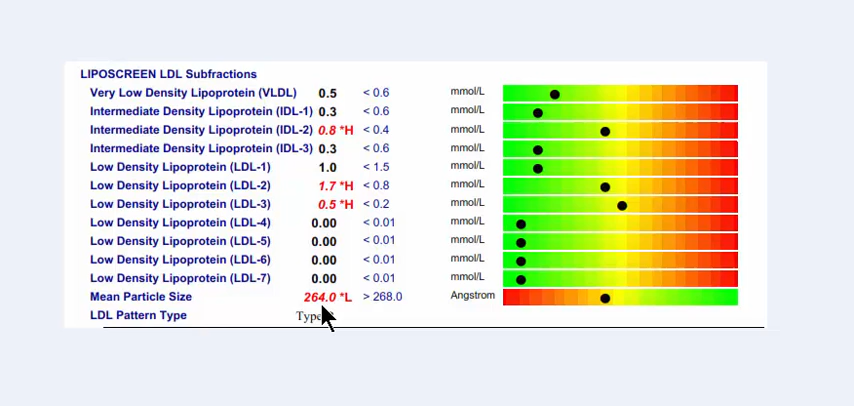 LIPOSCREEN LDL Subfractions
Very Low Density Lipoprotein (VLDL) 0.5 < 0.6 mmol/L
Intermediate Density Lipoprotein (IDL-1) 0.3 < 0.6 mmol/L
Intermediate Density Lipoprotein (IDL-2) 0.8 *H < 0.4 mmol/L
Intermediate Density Lipoprotein (IDL-3) 0.3 < 0.6 mmol/L
Low Density Lipoprotein (LDL-1) 1.0 < 1.5 mmol/L
Low Density Lipoprotein (LDL-2) 1.7 *H < 0.8 mmol/L
Low Density Lipoprotein (LDL-3) 0.5 *H < 0.2 mmol/L
Low Density Lipoprotein (LDL-4) 0.00 < 0.01 mmol/L
Low Density Lipoprotein (LDL-5) 0.00 < 0.01 mmol/L
Low Density Lipoprotein (LDL-6) 0.00 < 0.01 mmol/L
Low Density Lipoprotein (LDL-7) 0.00 < 0.01 mmol/L
Mean Particle Size 264.0 *L > 268.0 Angstrom
LDL Pattern Type Type